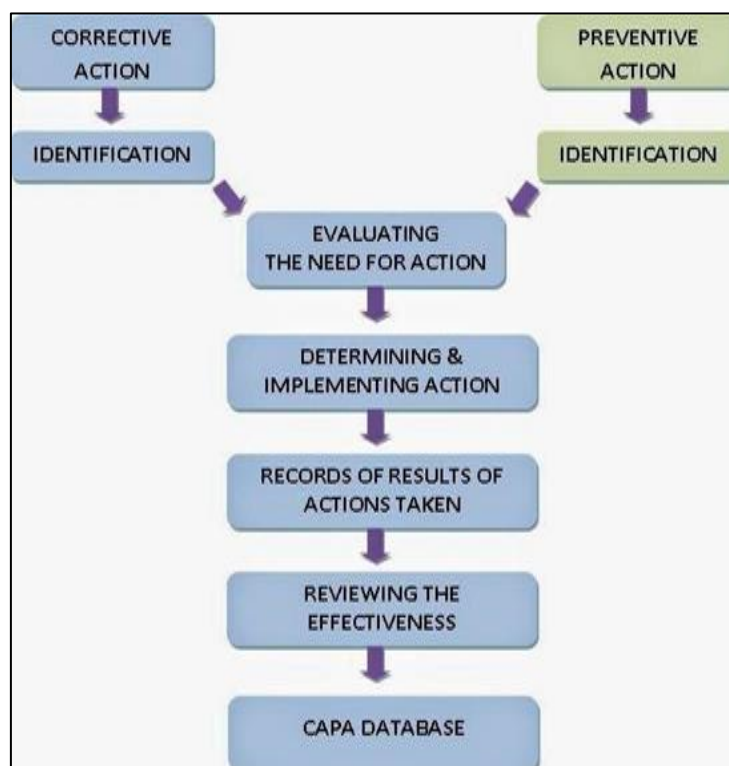 CORRECTIVE
ACTION
PREVENTIVE
ACTION
IDENTIFICATION
IDENTIFICATION
EVALUATING
THE NEED FOR ACTION
DETERMINING &
IMPLEMENTING ACTION
RECORDS OF RESULTS OF
ACTIONS TAKEN
REVIEWING THE
EFFECTIVENESS
CAPA DATABASE